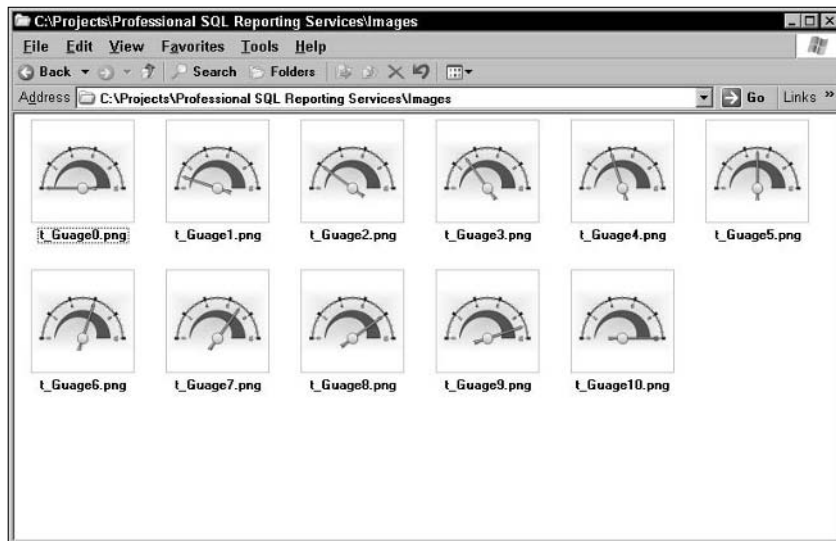 C:\Projects\Professional SQL Reporting Services\Images
File Edit View Favorites Tools Help
Back Search Folders
Address C:\Projects\Professional SQL Reporting Services\Images Go Links »
t_Guage0.png t_Guage1.png t_Guage2.png t_Guage3.png t_Guage4.png t_Guage5.png
t_Guage6.png t_Guage7.png t_Guage8.png t_Guage9.png t_Guage10.png